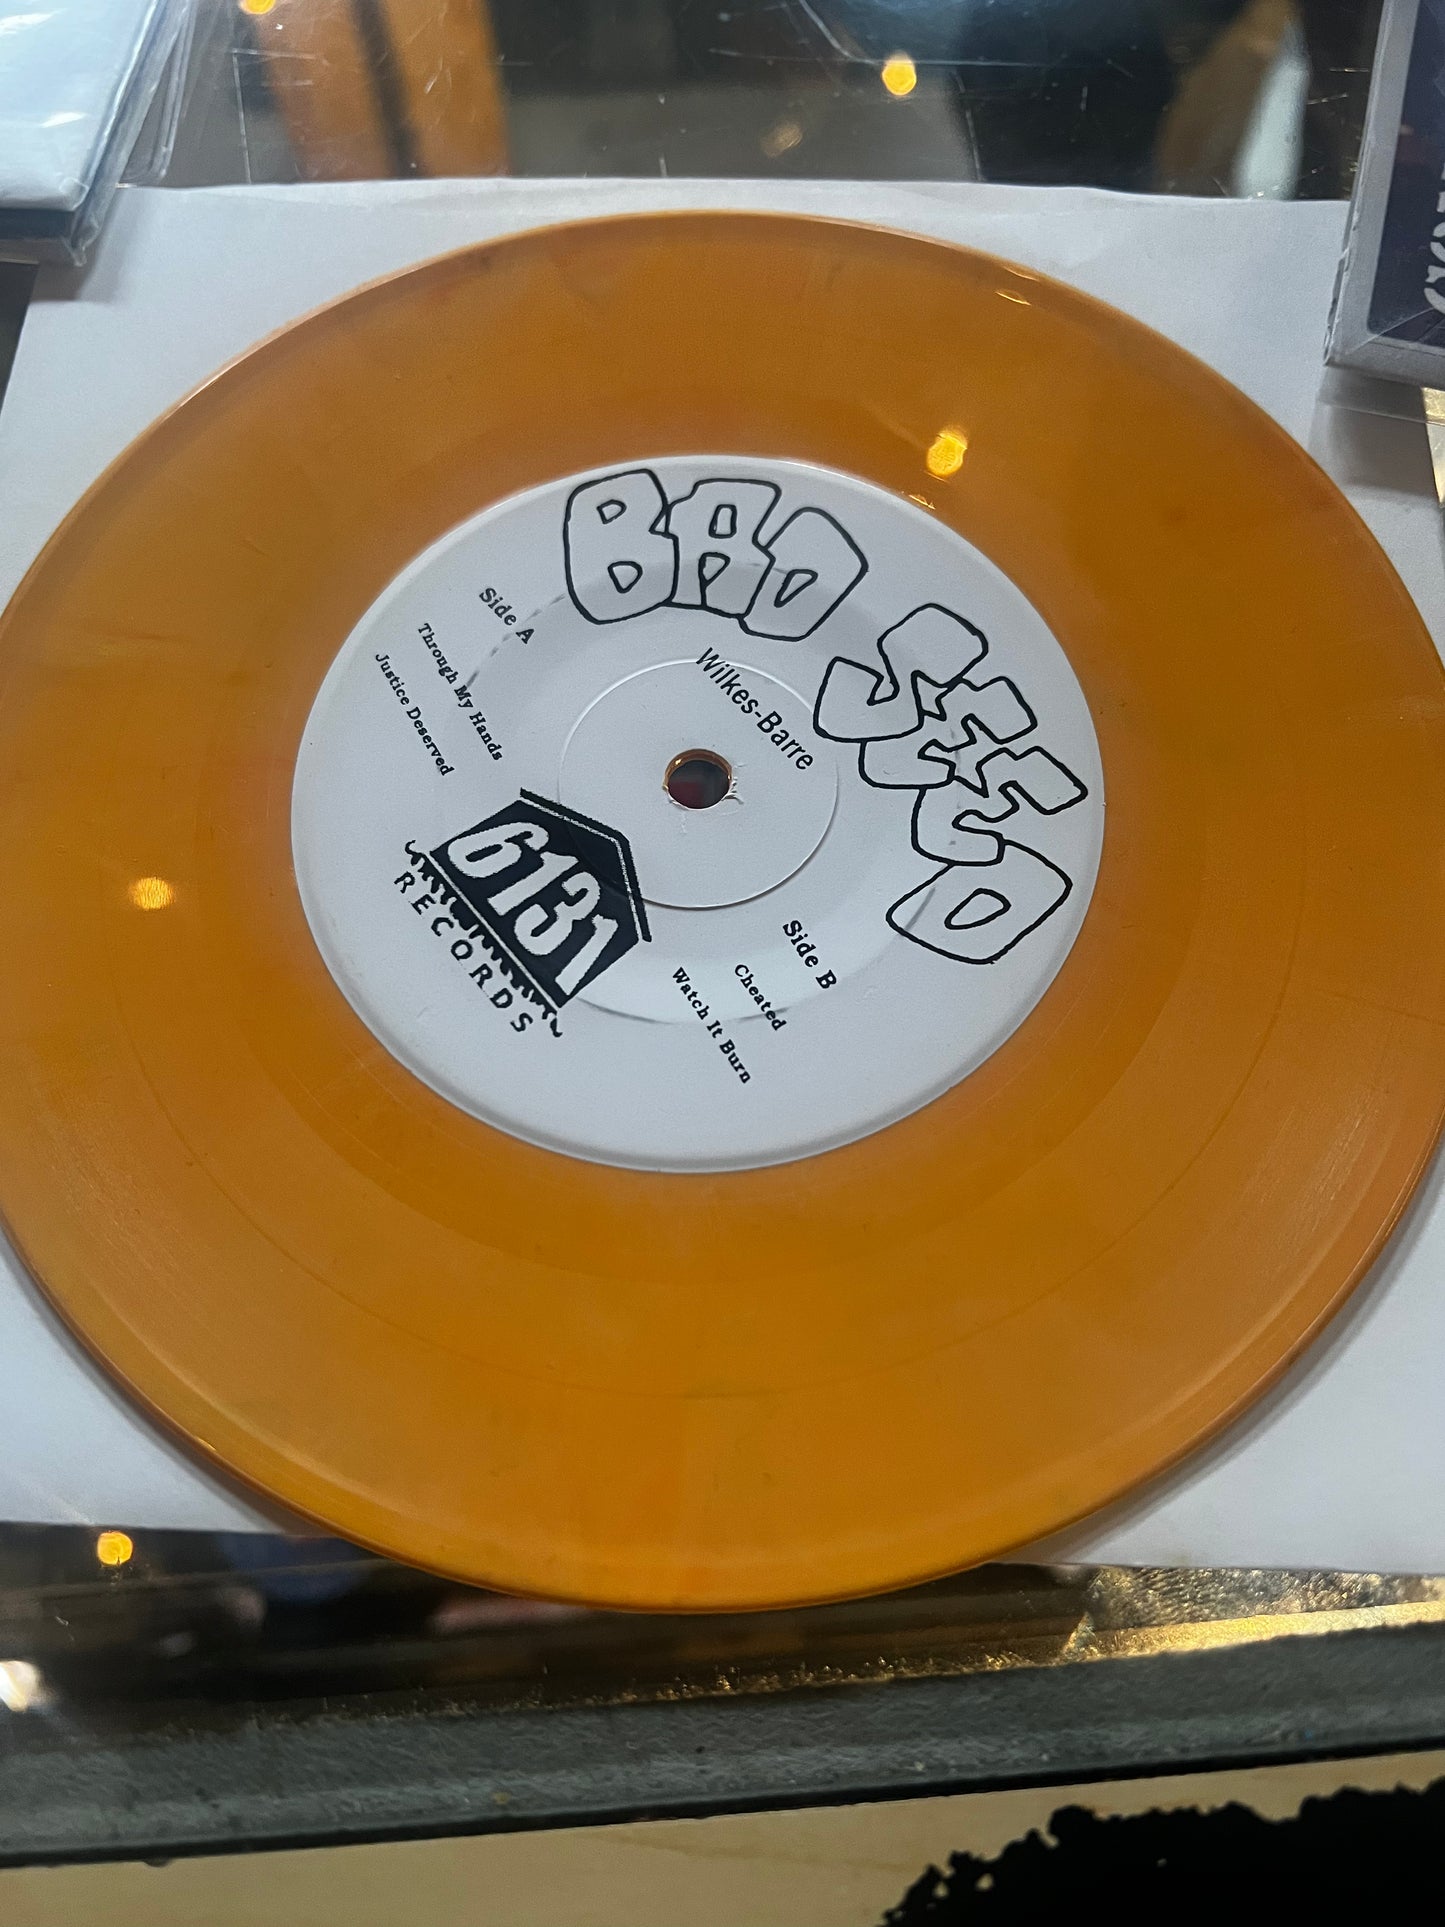 BAD SEED
Wilkes-Barre
Side A
Through My Hands
Justice Deserved
6131
RECORDS
Side B
Cheated
Watch It Burn